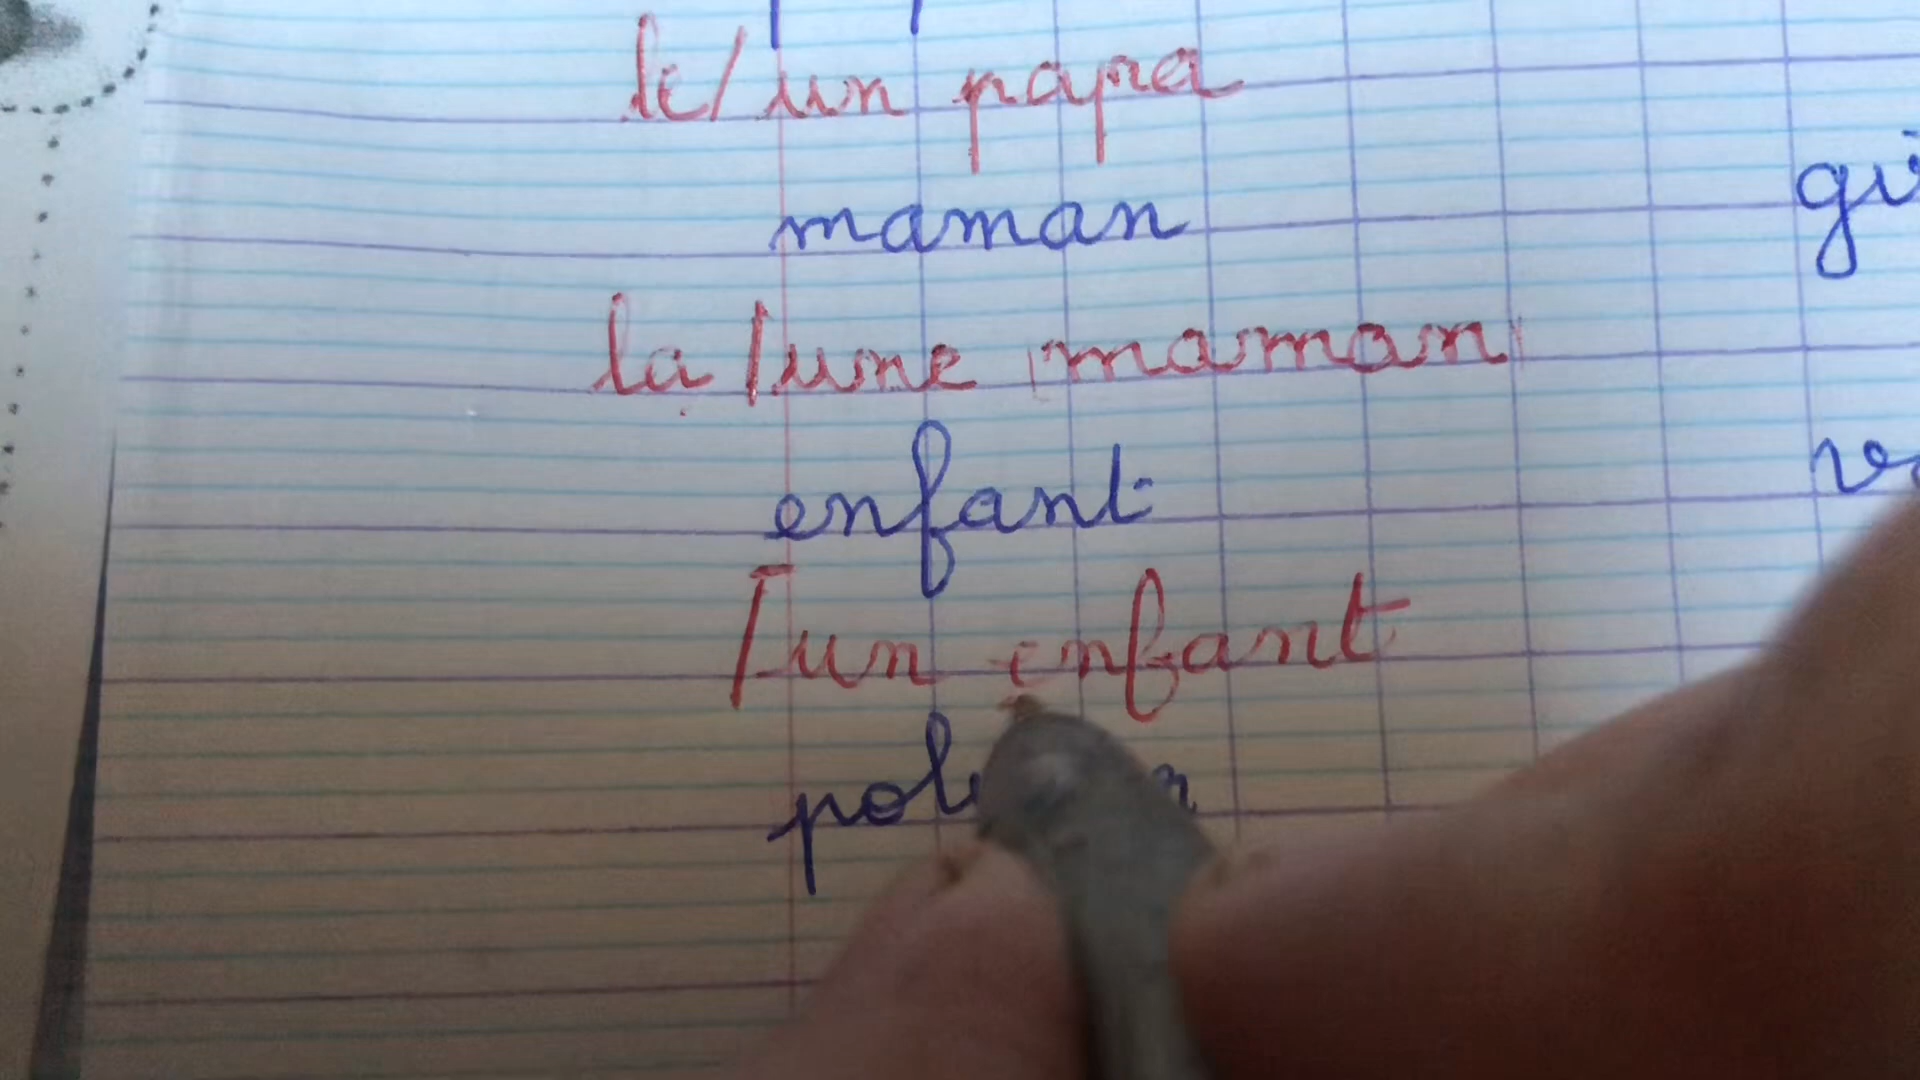 le/un papa
maman
la/une maman
enfant
/un enfant